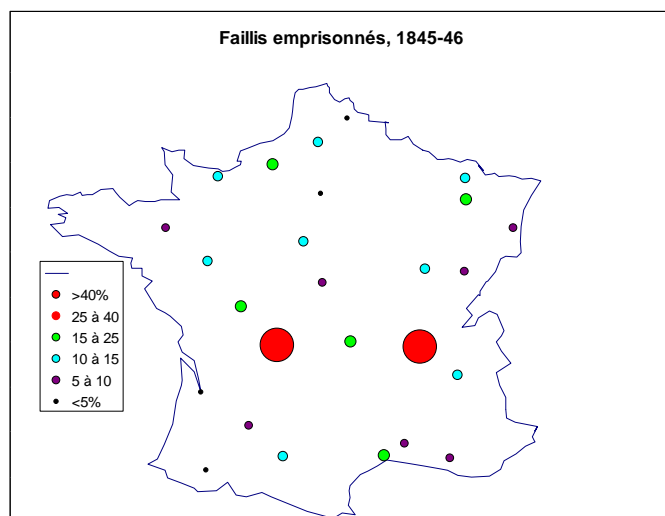 Faillis emprisonnés, 1845-46
>40%
25 à 40
15 à 25
10 à 15
5 à 10
<5%